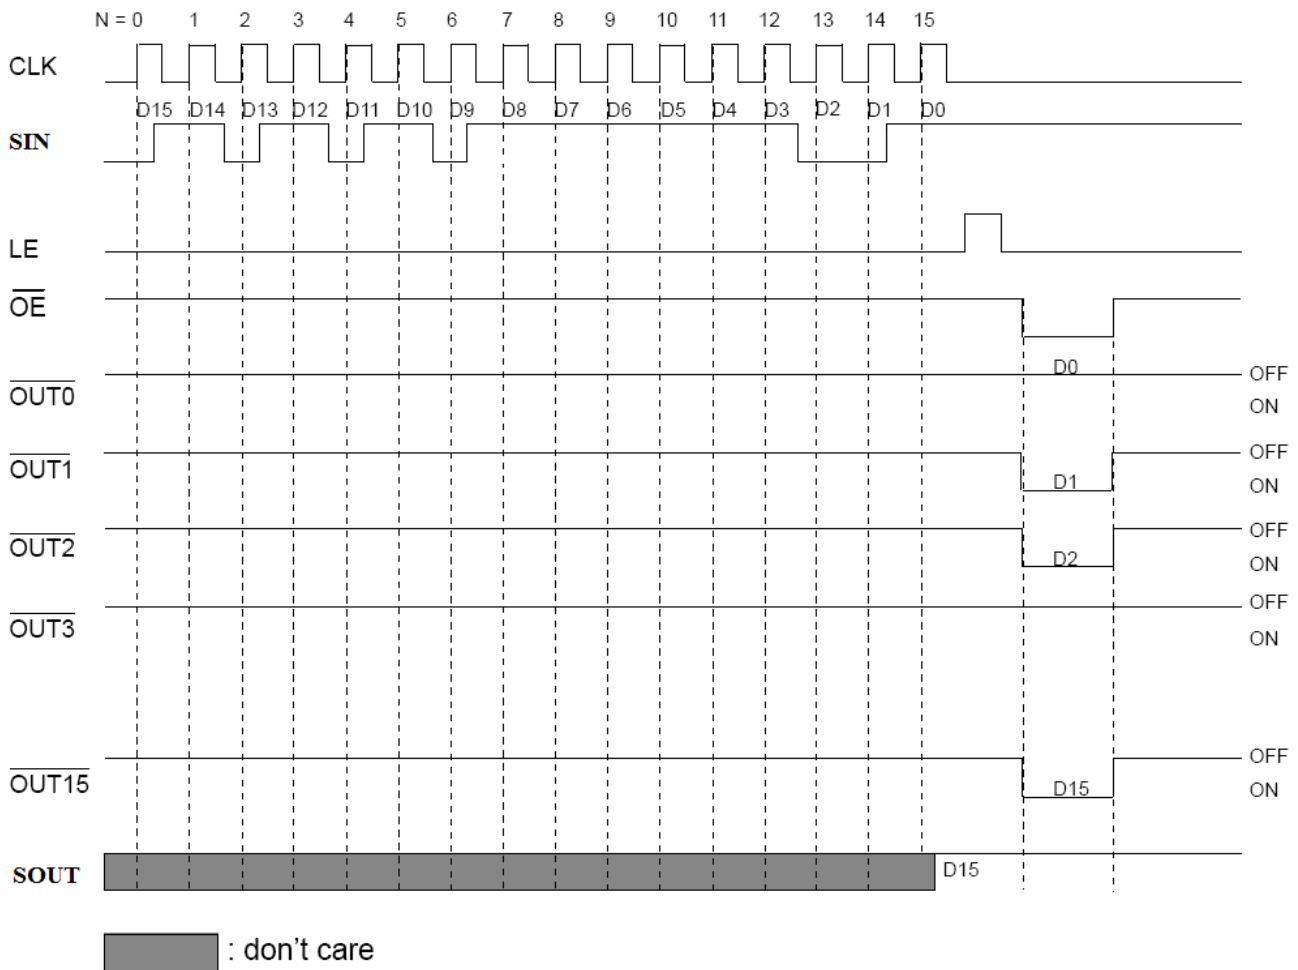 N = 0 1 2 3 4 5 6 7 8 9 10 11 12 13 14 15
CLK
D15 D14 D13 D12 D11 D10 D9 D8 D7 D6 D5 D4 D3 D2 D1 D0
SIN
LE
OE
D0 OFF
OUT0
ON
OFF
OUT1
D1 ON
OFF
OUT2
D2 ON
OFF
OUT3
ON
OFF
OUT15
D15 ON
SOUT D15
: don't care